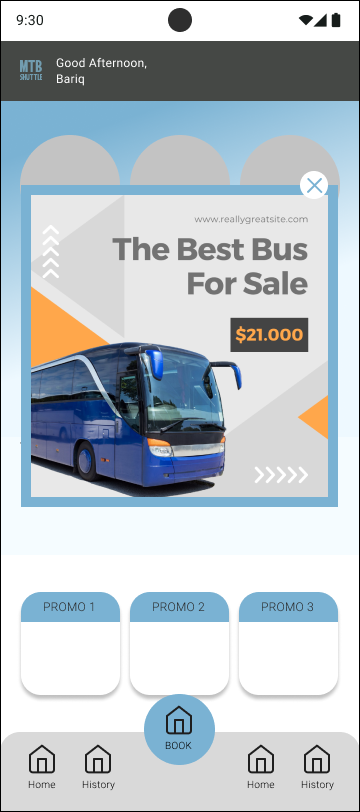 9:30
MTB
SHUTTLE
Good Afternoon,
Bariq
www.reallygreatsite.com
The Best Bus
For Sale
$21.000
PROMO 1
PROMO 2
PROMO 3
BOOK
Home
History
Home
History